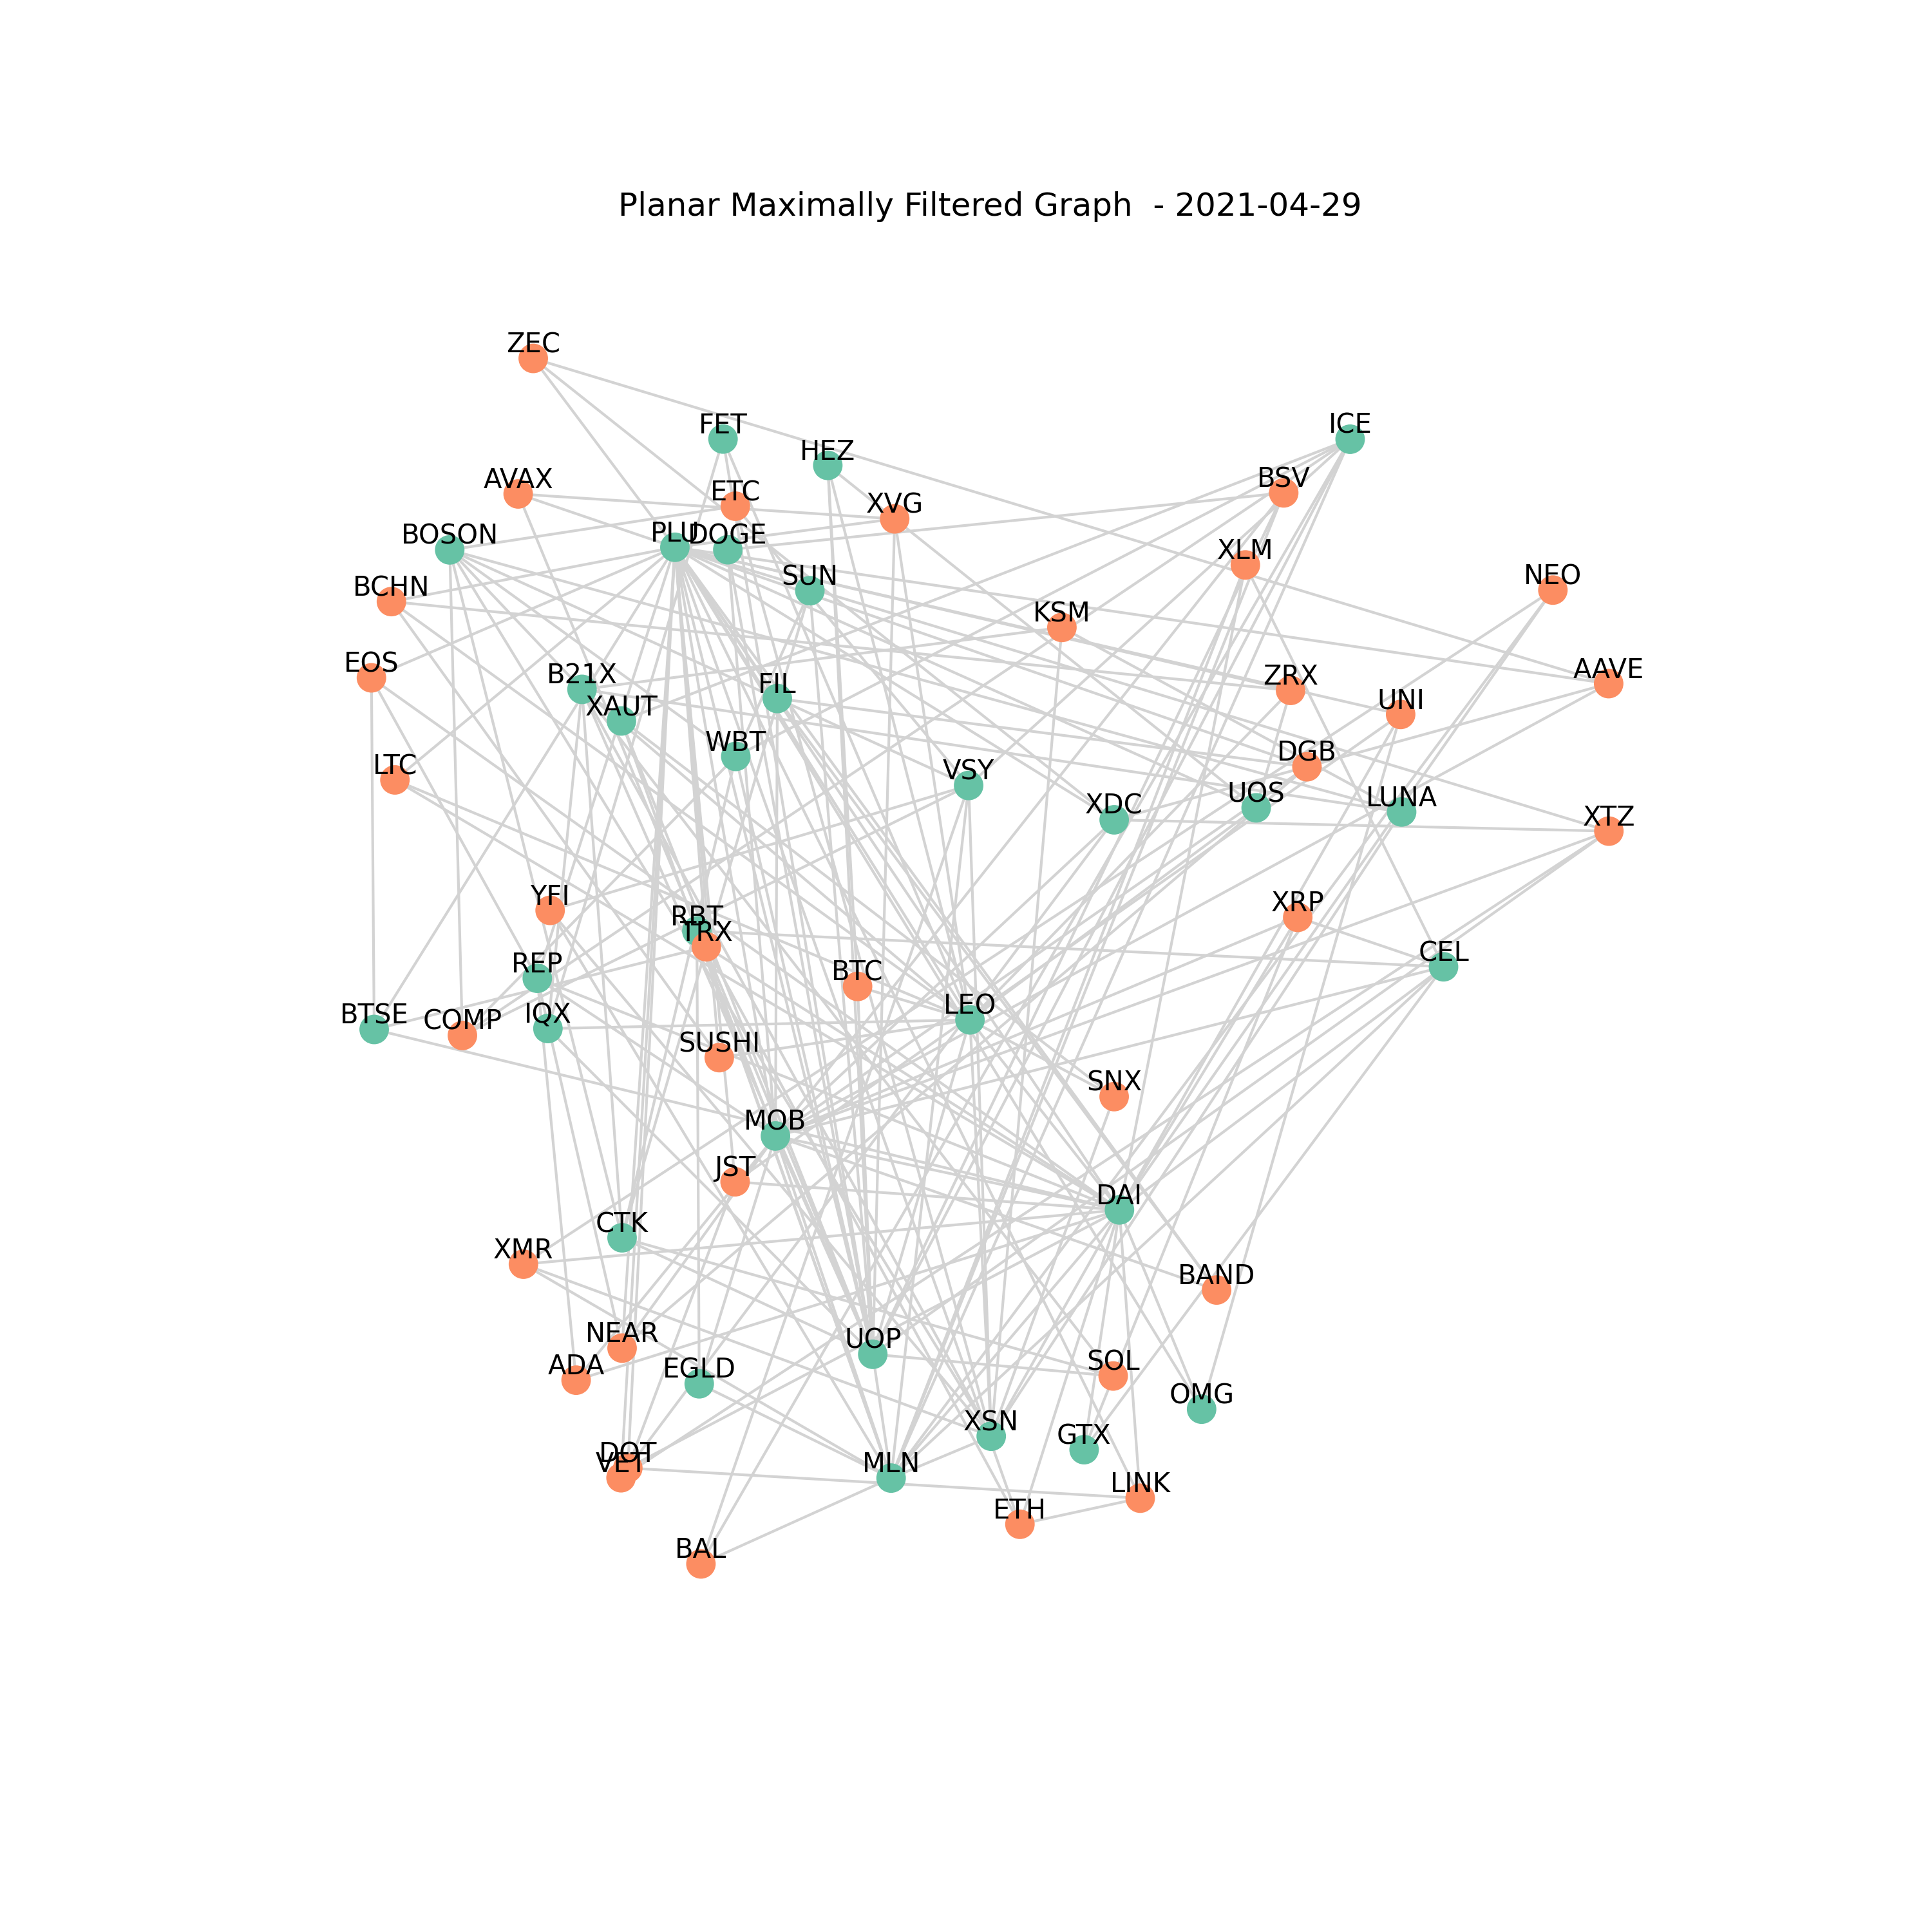 Planar Maximally Filtered Graph  - 2021-04-29
ZEC
FET
ICE
HEZ
AVAX
BSV
ETC
XVG
BOSON
PLU
DOGE
XLM
SUN
NEO
BCHN
KSM
EOS
AAVE
B21X
ZRX
FIL
UNI
XAUT
WBT
DGB
LTC
VSY
UOS
LUNA
XDC
XTZ
YFI
XRP
RBT
TRX
CEL
REP
BTC
LEO
BTSE
COMP
IQX
SUSHI
SNX
MOB
JST
DAI
CTK
XMR
BAND
NEAR
UOP
SOL
ADA
EGLD
OMG
XSN
GTX
DOT
VET
MLN
LINK
ETH
BAL